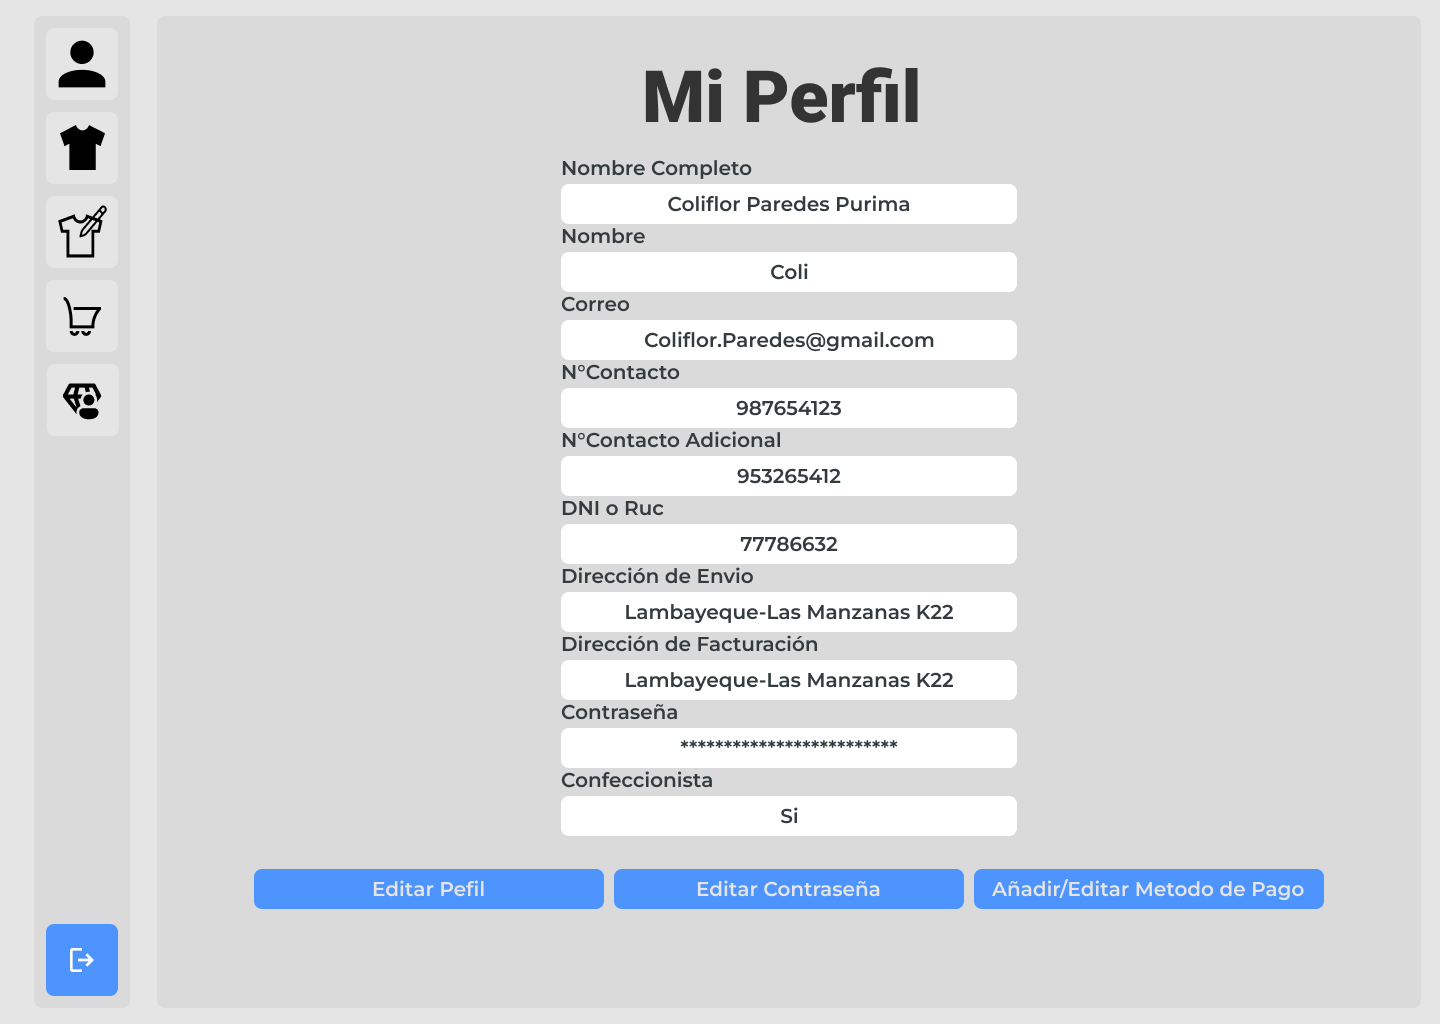 Mi Perfil
Nombre Completo
Coliflor Paredes Purima
Nombre
Coli
Correo
Coliflor.Paredes@gmail.com
N°Contacto
987654123
N°Contacto Adicional
953265412
DNI o Ruc
77786632
Dirección de Envio
Lambayeque-Las Manzanas K22
Dirección de Facturación
Lambayeque-Las Manzanas K22
Contraseña
*************************
Confeccionista
Si
Editar Pefil
Editar Contraseña
Añadir/Editar Metodo de Pago